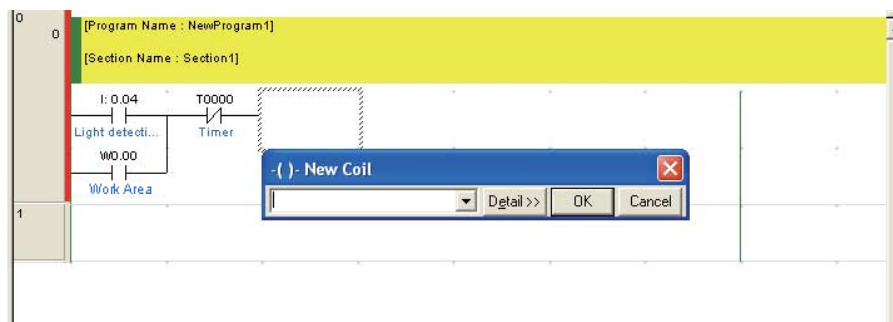 0
0
[Program Name : NewProgram1]
[Section Name : Section1]
I: 0.04 T0000
Light detecti... Timer
W0.00
Work Area
-( )- New Coil
Detail >> OK Cancel
1